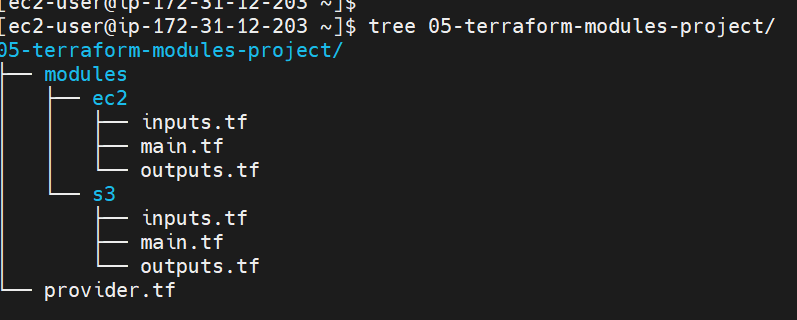 [ec2-user@ip-172-31-12-203 ~]$
[ec2-user@ip-172-31-12-203 ~]$ tree 05-terraform-modules-project/
05-terraform-modules-project/
├── modules
│   ├── ec2
│   │   ├── inputs.tf
│   │   ├── main.tf
│   │   └── outputs.tf
│   └── s3
│       ├── inputs.tf
│       ├── main.tf
│       └── outputs.tf
└── provider.tf